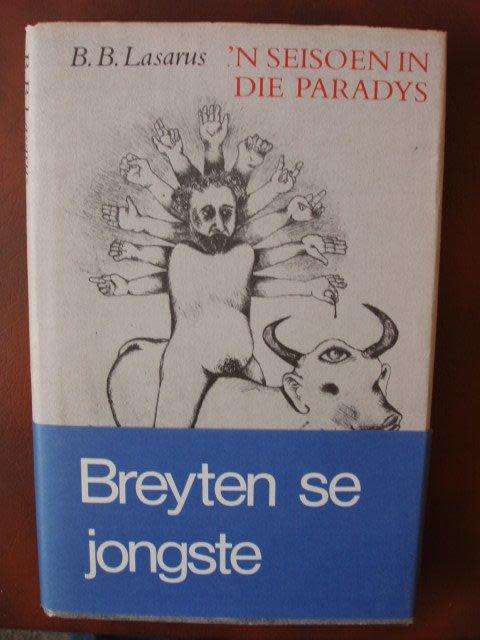 B. B. Lasarus
'N SEISOEN IN
DIE PARADYS
Breyten se
jongste